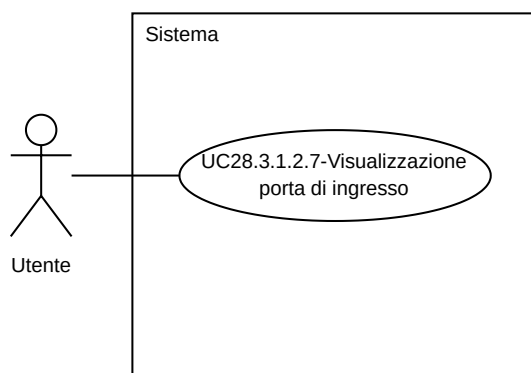 Sistema
UC28.3.1.2.7-Visualizzazione
porta di ingresso
Utente